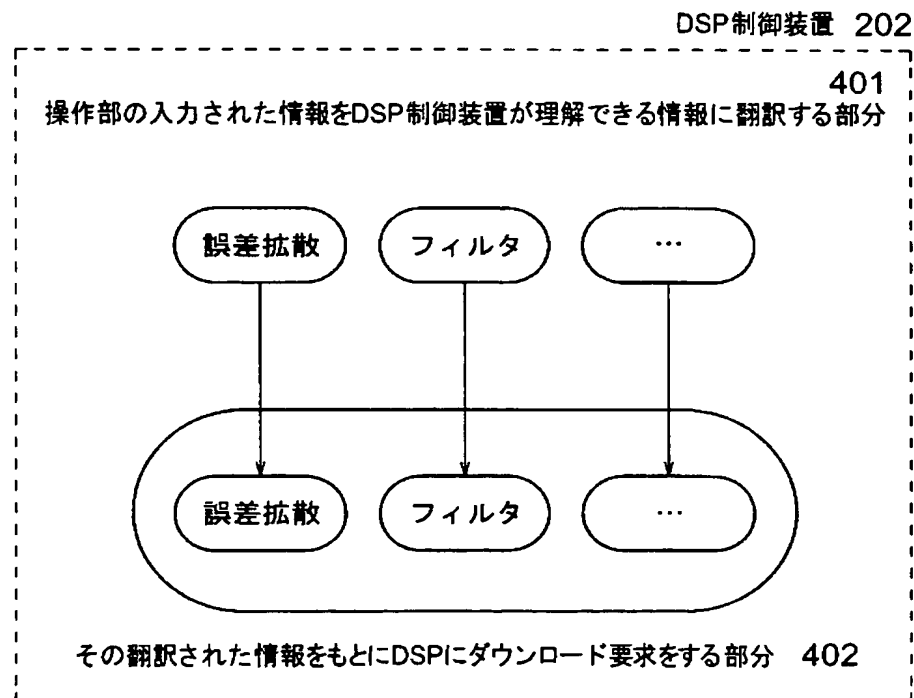 DSP制御装置 202
401
操作部の入力された情報をDSP制御装置が理解できる情報に翻訳する部分
誤差拡散 フィルタ …
誤差拡散 フィルタ …
その翻訳された情報をもとにDSPにダウンロード要求をする部分 402